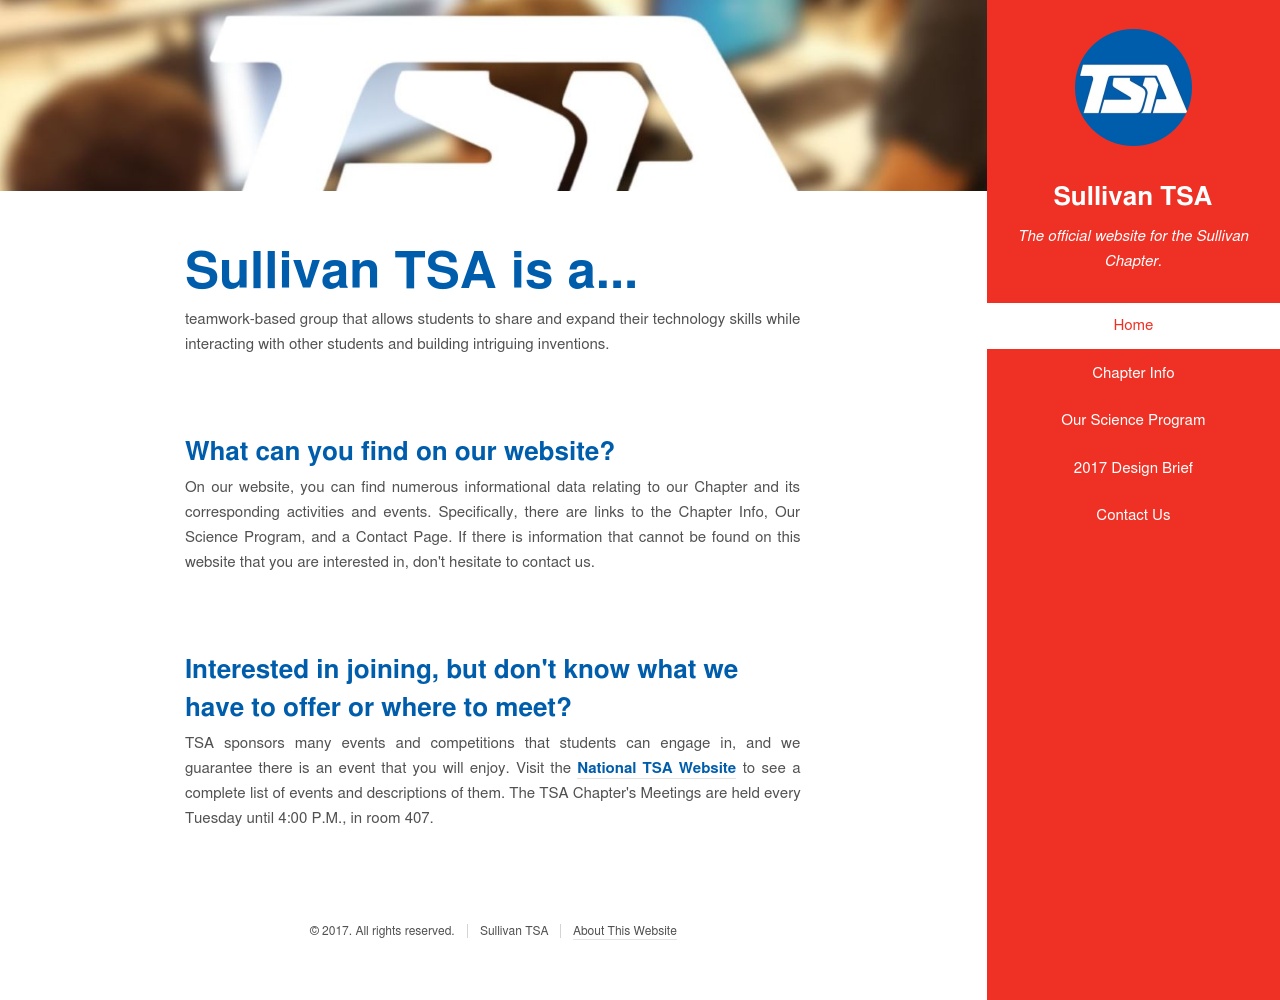 TSA
TSA
Sullivan TSA
The official website for the Sullivan
Chapter.
Home
Chapter Info
Our Science Program
2017 Design Brief
Contact Us
Sullivan TSA is a...
teamwork-based group that allows students to share and expand their technology skills while
interacting with other students and building intriguing inventions.
What can you find on our website?
On our website, you can find numerous informational data relating to our Chapter and its
corresponding activities and events. Specifically, there are links to the Chapter Info, Our
Science Program, and a Contact Page. If there is information that cannot be found on this
website that you are interested in, don't hesitate to contact us.
Interested in joining, but don't know what we
have to offer or where to meet?
TSA sponsors many events and competitions that students can engage in, and we
guarantee there is an event that you will enjoy. Visit the National TSA Website to see a
complete list of events and descriptions of them. The TSA Chapter's Meetings are held every
Tuesday until 4:00 P.M., in room 407.
© 2017. All rights reserved. Sullivan TSA About This Website